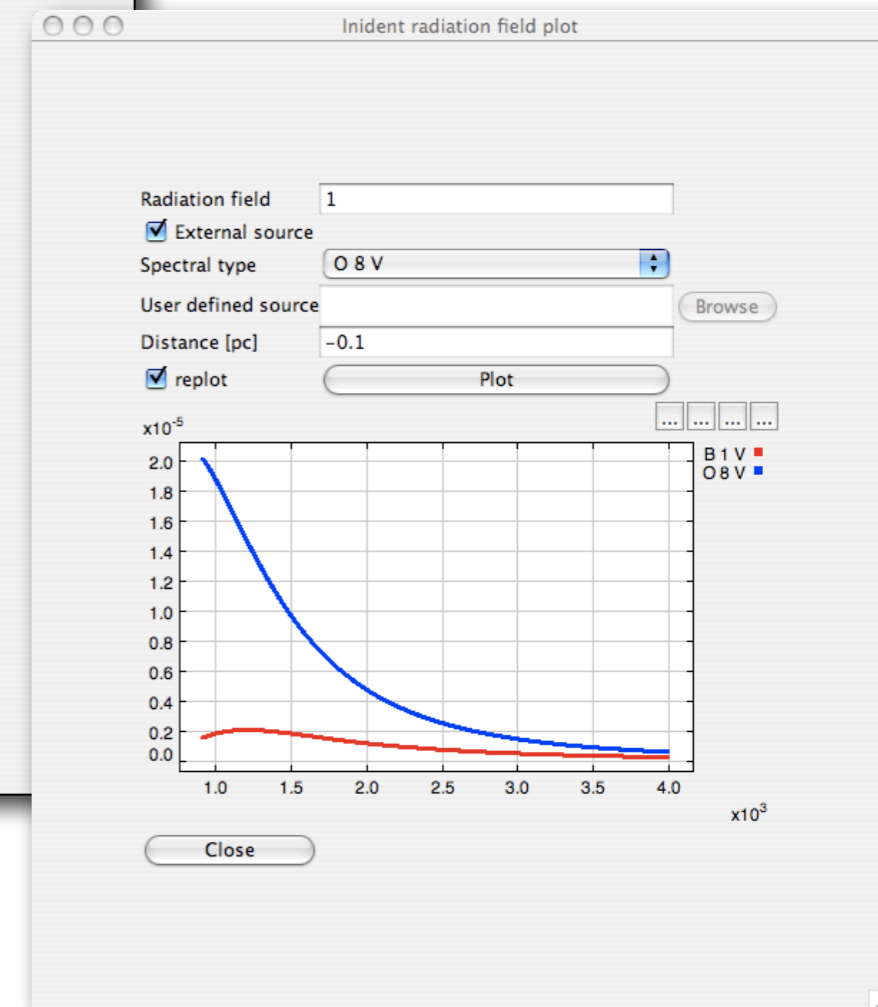 Inident radiation field plot
Radiation field 1
External source
Spectral type O 8 V
User defined source Browse
Distance [pc] −0.1
replot Plot
... ... ... ...
x10-5
B 1 V
O 8 V
2.0
1.8
1.6
1.4
1.2
1.0
0.8
0.6
0.4
0.2
0.0
1.0 1.5 2.0 2.5 3.0 3.5 4.0
x103
Close